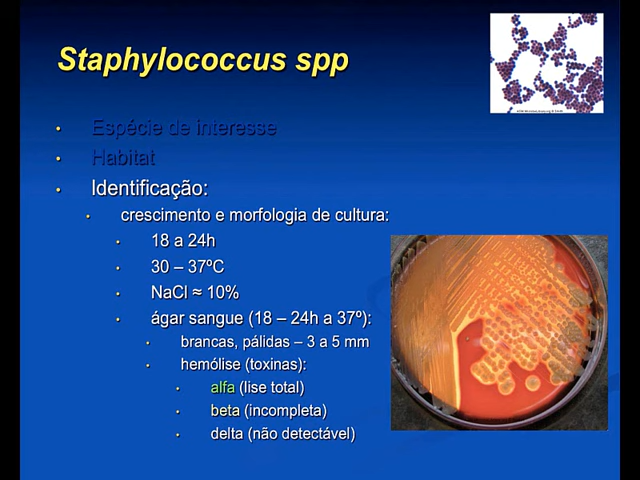 Staphylococcus spp
• Espécie de interesse
• Habitat
• Identificação:
• crescimento e morfologia de cultura:
• 18 a 24h
• 30 – 37ºC
• NaCl ≈ 10%
• ágar sangue (18 – 24h a 37º):
• brancas, pálidas – 3 a 5 mm
• hemólise (toxinas):
• alfa (lise total)
• beta (incompleta)
• delta (não detectável)